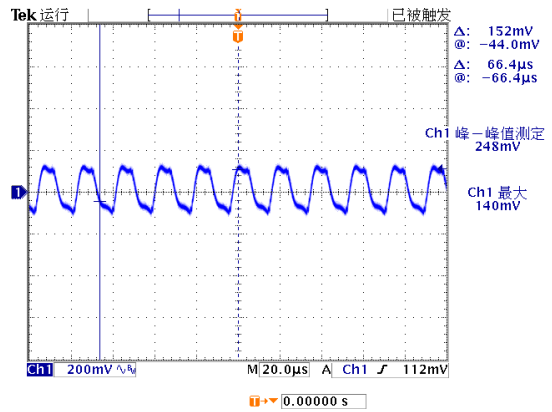 Tek 运行 T 已被触发
Δ: 152mV
@: -44.0mV
Δ: 66.4μs
@: -66.4μs
T
Ch1 峰－峰值测定
248mV
1
Ch1 最大
140mV
Ch1 200mV M 20.0μs A Ch1 112mV
T 0.00000 s